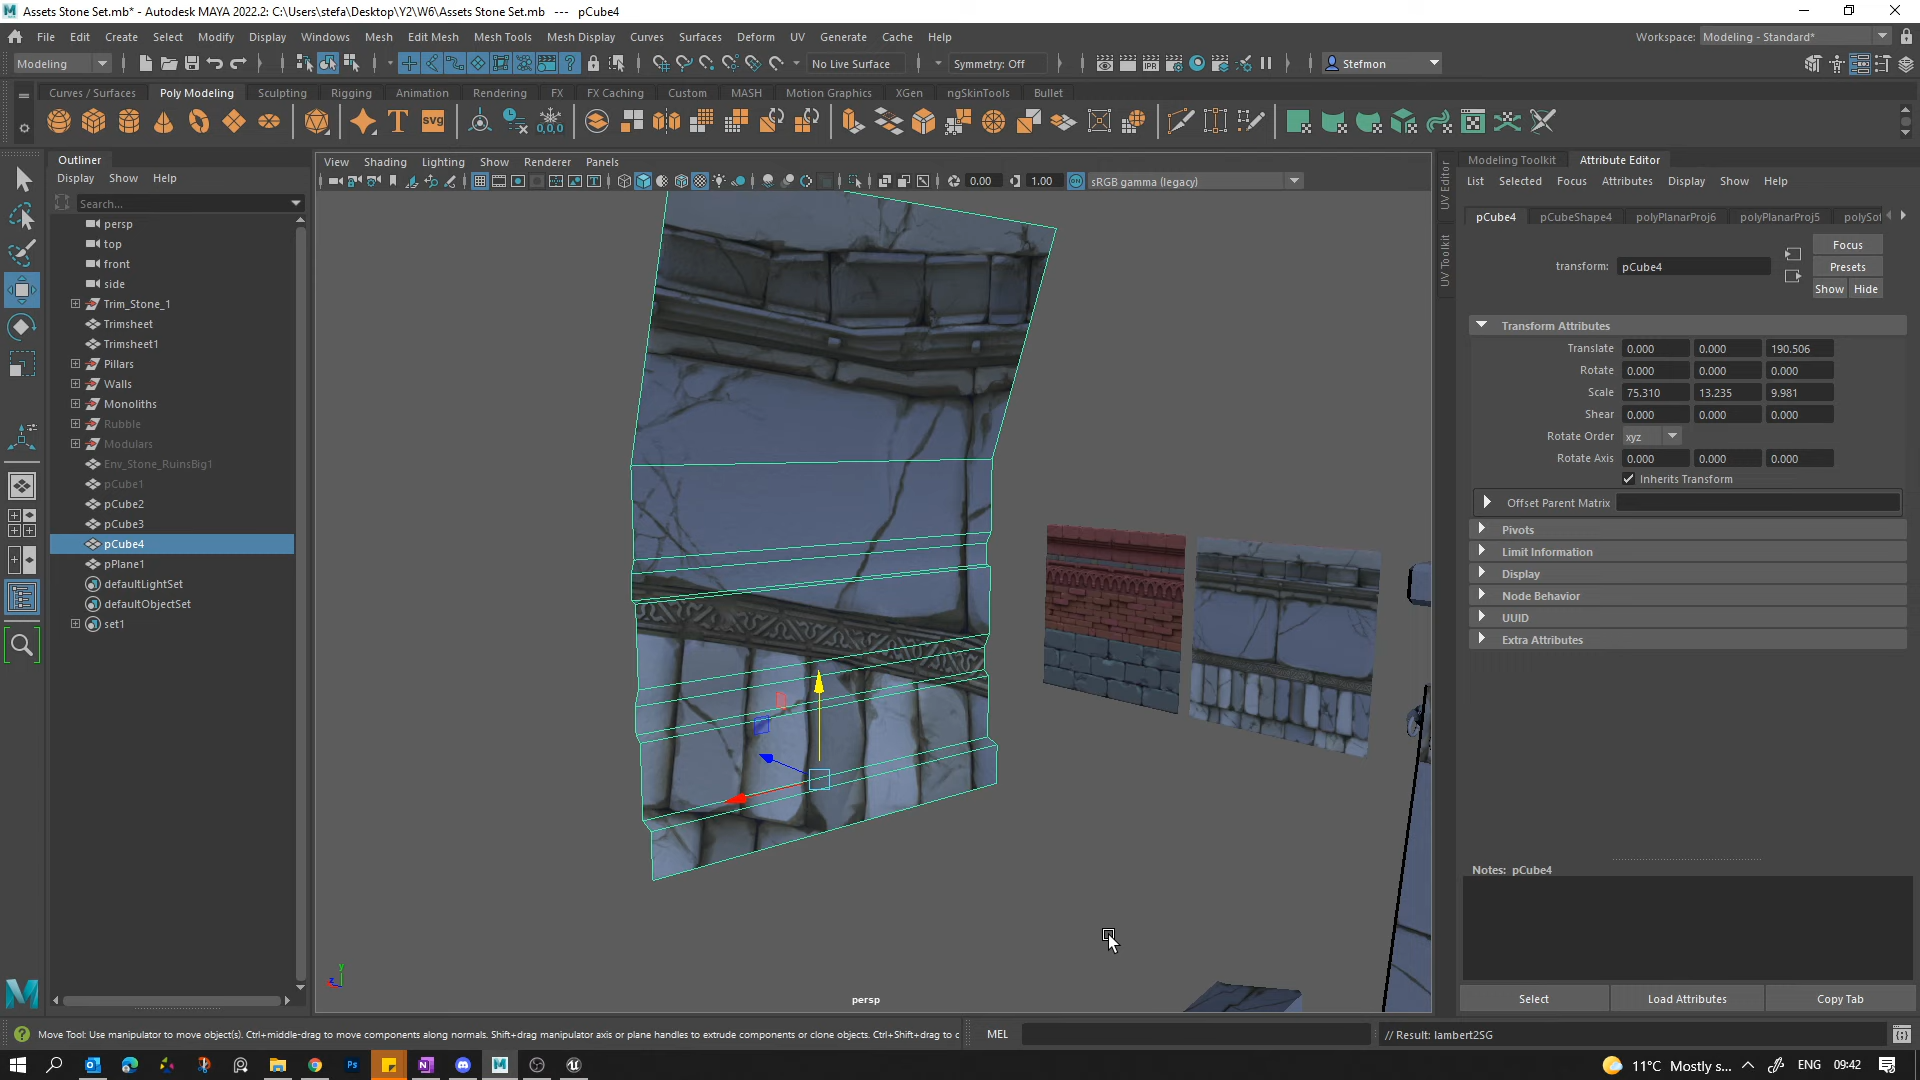 Assets Stone Set.mb* - Autodesk MAYA 2022.2: C:\Users\stefa\Desktop\Y2\W6\Assets Stone Set.mb --- pCube4
File Edit Create Select Modify Display Windows Mesh Edit Mesh Mesh Tools Mesh Display Curves Surfaces Deform UV Generate Cache Help
Workspace: Modeling - Standard*
Modeling
No Live Surface
Symmetry: Off
Stefmon
Curves / Surfaces Poly Modeling Sculpting Rigging Animation Rendering FX FX Caching Custom MASH Motion Graphics XGen ngSkinTools Bullet
T svg 0,0,0
Outliner
Display Show Help
Search...
persp
top
front
side
Trim_Stone_1
Trimsheet
Trimsheet1
Pillars
Walls
Monoliths
Rubble
Modulars
Env_Stone_RuinsBig1
pCube1
pCube2
pCube3
pCube4
pPlane1
defaultLightSet
defaultObjectSet
set1
View Shading Lighting Show Renderer Panels
0.00 1.00 ON sRGB gamma (legacy)
y
z
persp
UV Editor
UV Toolkit
Modeling Toolkit Attribute Editor
List Selected Focus Attributes Display Show Help
pCube4 pCubeShape4 polyPlanarProj6 polyPlanarProj5 polySof
Focus
transform: pCube4
Presets
Show Hide
Transform Attributes
Translate 0.000 0.000 190.506
Rotate 0.000 0.000 0.000
Scale 75.310 13.235 9.981
Shear 0.000 0.000 0.000
Rotate Order xyz
Rotate Axis 0.000 0.000 0.000
Inherits Transform
Offset Parent Matrix
Pivots
Limit Information
Display
Node Behavior
UUID
Extra Attributes
Notes: pCube4
Select Load Attributes Copy Tab
Move Tool: Use manipulator to move object(s). Ctrl+middle-drag to move components along normals. Shift+drag manipulator axis or plane handles to extrude components or clone objects. Ctrl+Shift+drag to c
MEL
// Result: lambert2SG
11°C Mostly s... ENG 09:42